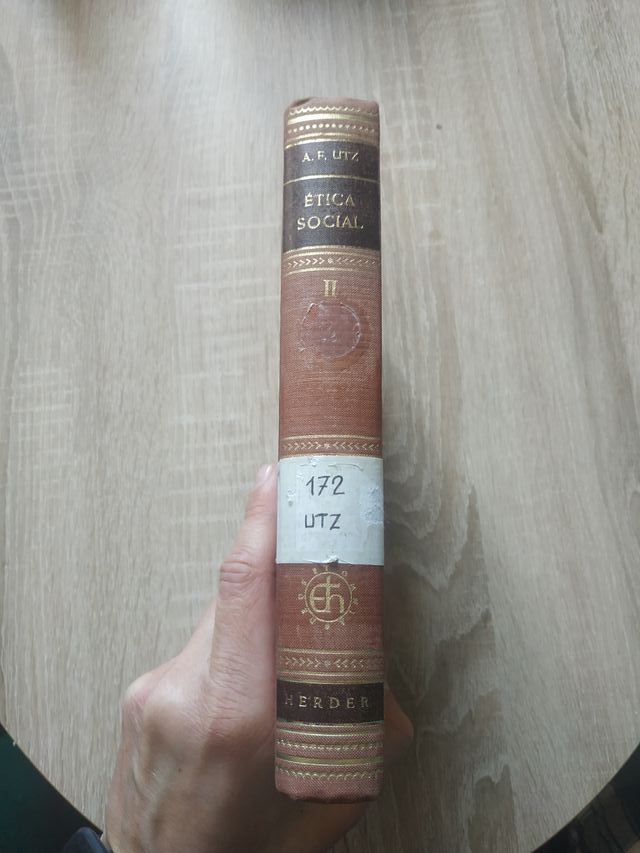 A. F. UTZ
ÉTICA
SOCIAL
II
172
UTZ
HERDER